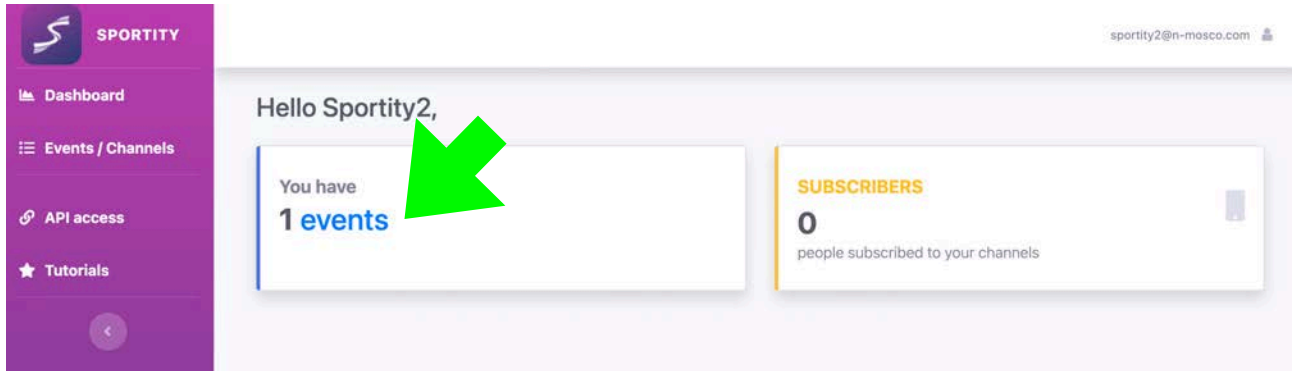 SPORTITY
sportity2@n-mosco.com
Dashboard
Events / Channels
API access
Tutorials
Hello Sportity2,
You have
1 events
SUBSCRIBERS
0
people subscribed to your channels